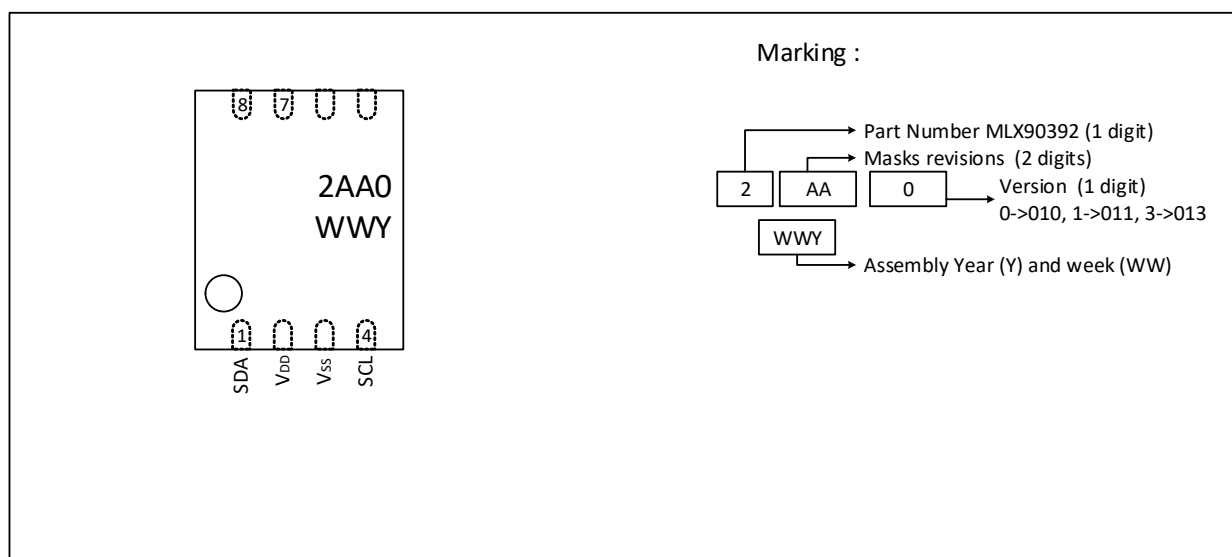 Marking :
8 7
2AA0
WWY
1 4
SDA VDD VSS SCL
Part Number MLX90392 (1 digit)
Masks revisions (2 digits)
2 AA 0
Version (1 digit)
0->010, 1->011, 3->013
WWY
Assembly Year (Y) and week (WW)